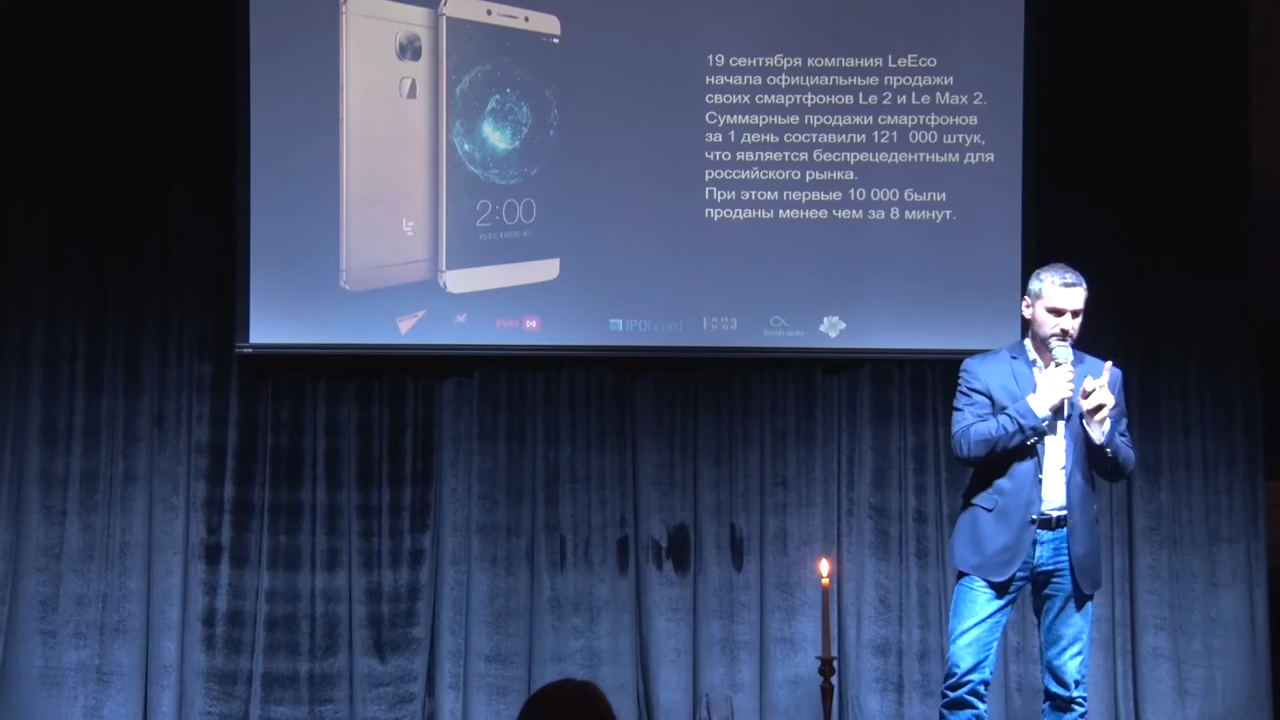 19 сентября компания LeEco
начала официальные продажи
своих смартфонов Le 2 и Le Max 2.
Суммарные продажи смартфонов
за 1 день составили 121 000 штук,
что является беспрецедентным для
российского рынка.
При этом первые 10 000 были
проданы менее чем за 8 минут.
2:00
IPOboard
fresh auto